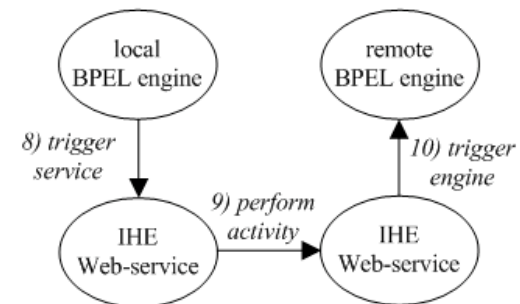 local
BPEL engine
remote
BPEL engine
8) trigger
service
10) trigger
engine
9) perform
activity
IHE
Web-service
IHE
Web-service